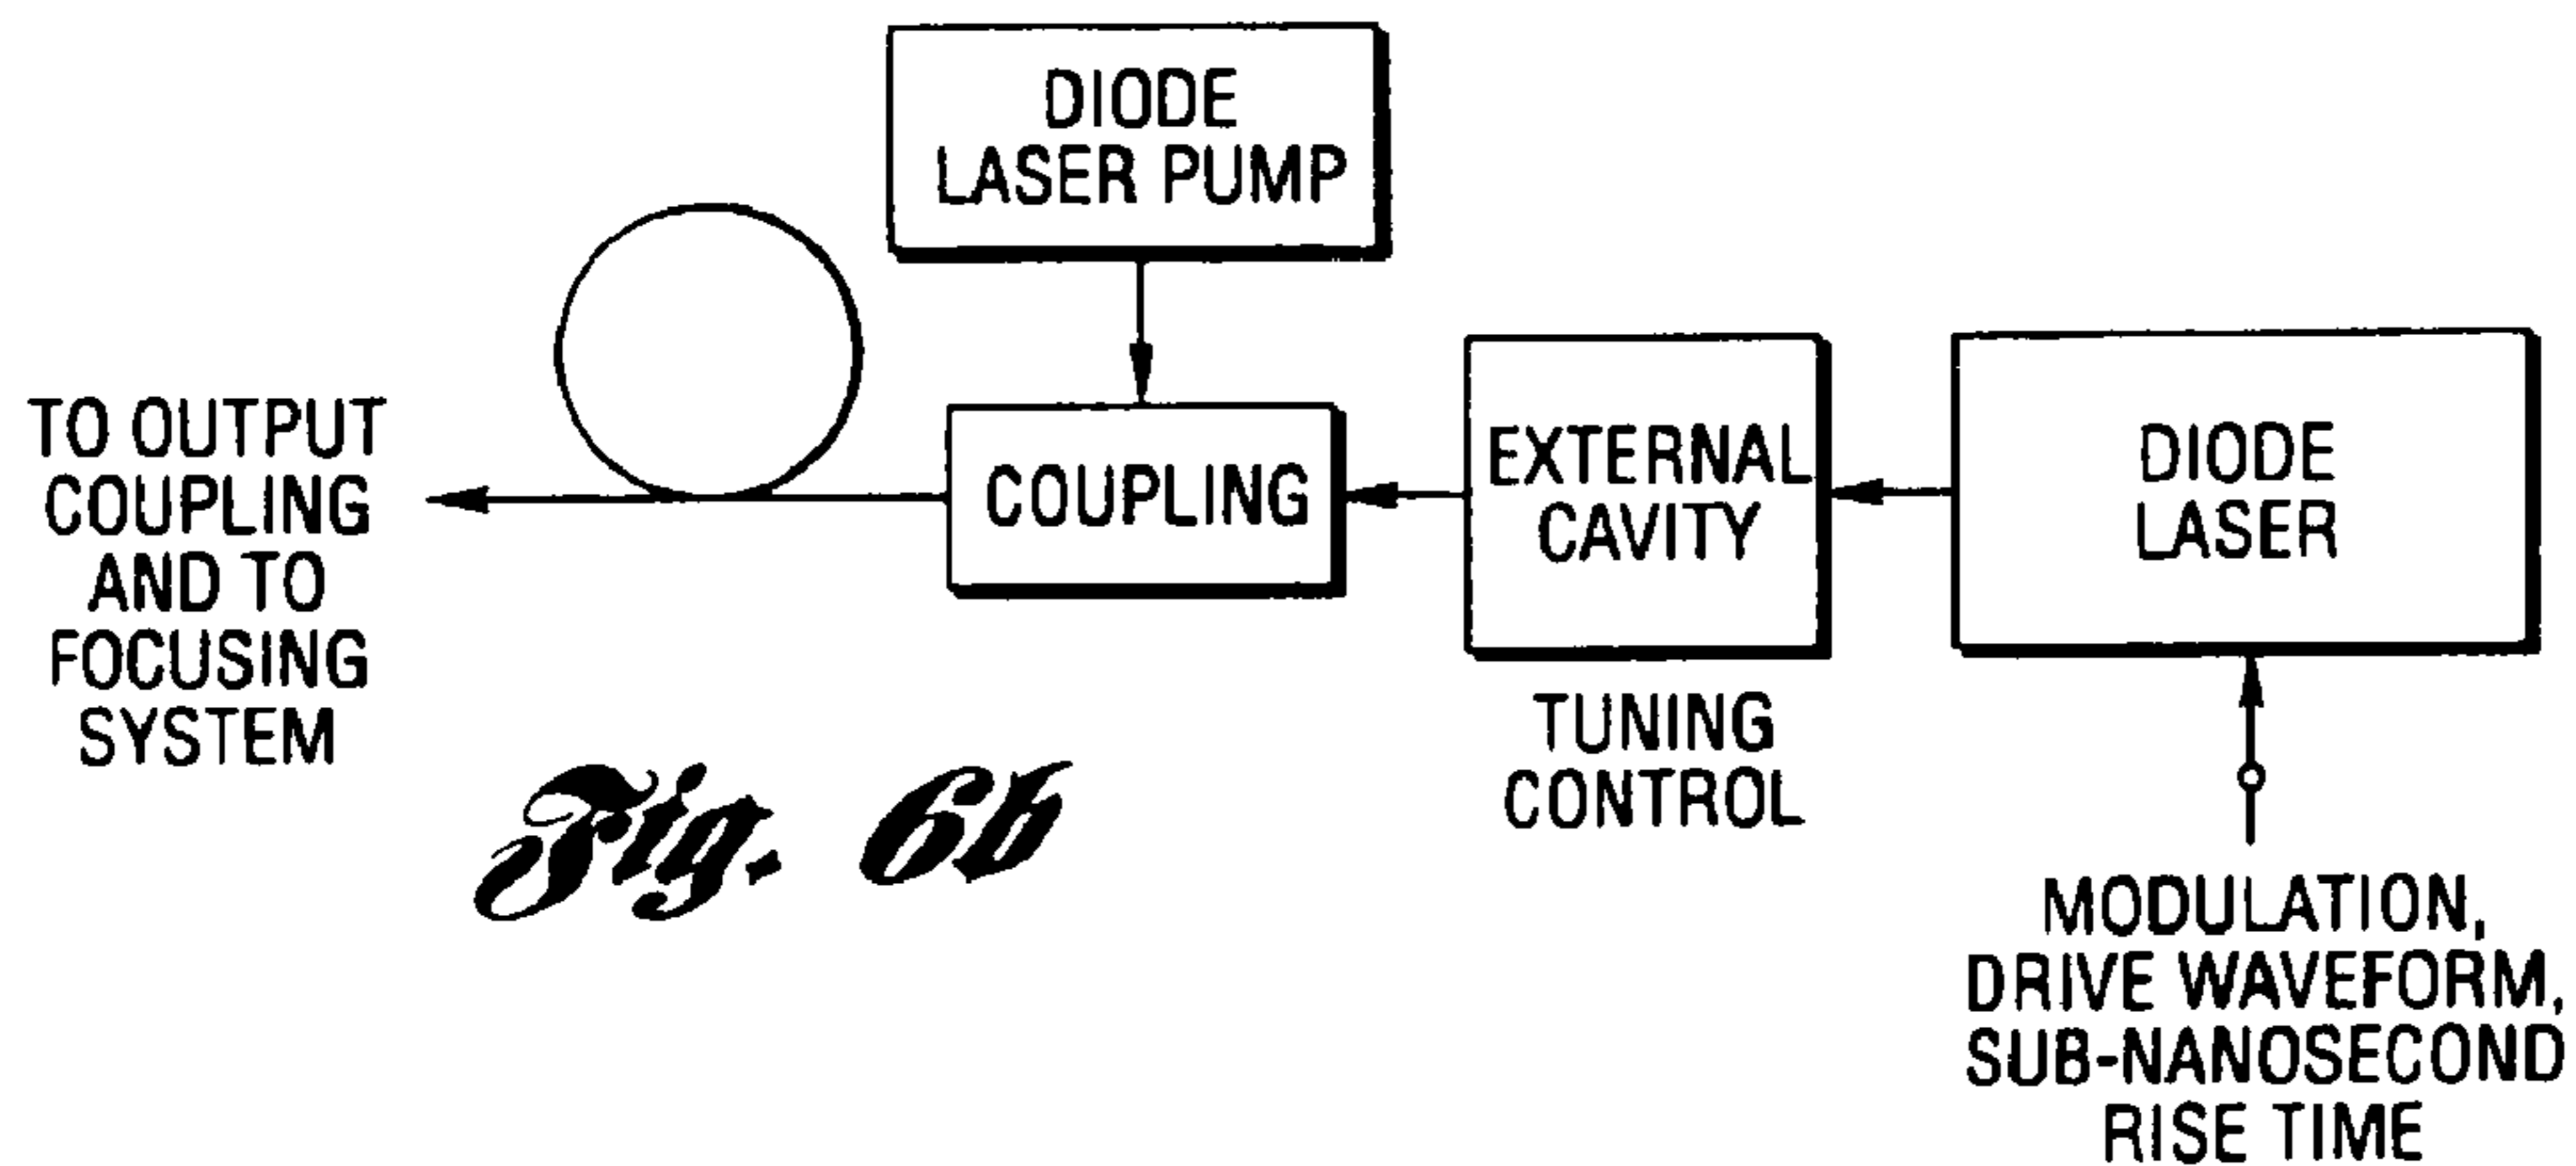 DIODE
LASER PUMP
TO OUTPUT
COUPLING
AND TO
FOCUSING
SYSTEM
COUPLING
EXTERNAL
CAVITY
DIODE
LASER
TUNING
CONTROL
MODULATION,
DRIVE WAVEFORM,
SUB-NANOSECOND
RISE TIME
Fig. 6b